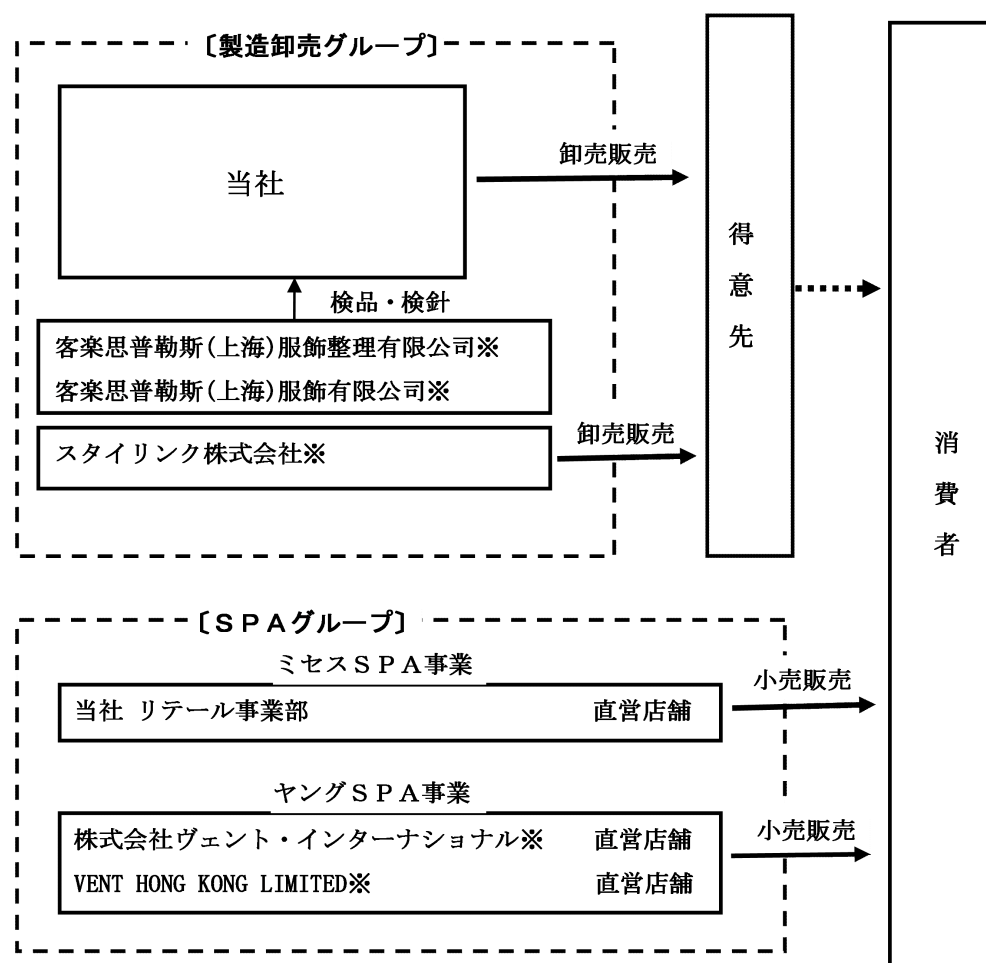 〔製造卸売グループ〕
当社
卸売販売
検品・検針
客楽思普勒斯(上海)服飾整理有限公司※
客楽思普勒斯(上海)服飾有限公司※
スタイリンク株式会社※
卸売販売
得意先
消費者
〔ＳＰＡグループ〕
ミセスＳＰＡ事業
当社 リテール事業部 直営店舗
小売販売
ヤングＳＰＡ事業
株式会社ヴェント・インターナショナル※ 直営店舗
VENT HONG KONG LIMITED※ 直営店舗
小売販売